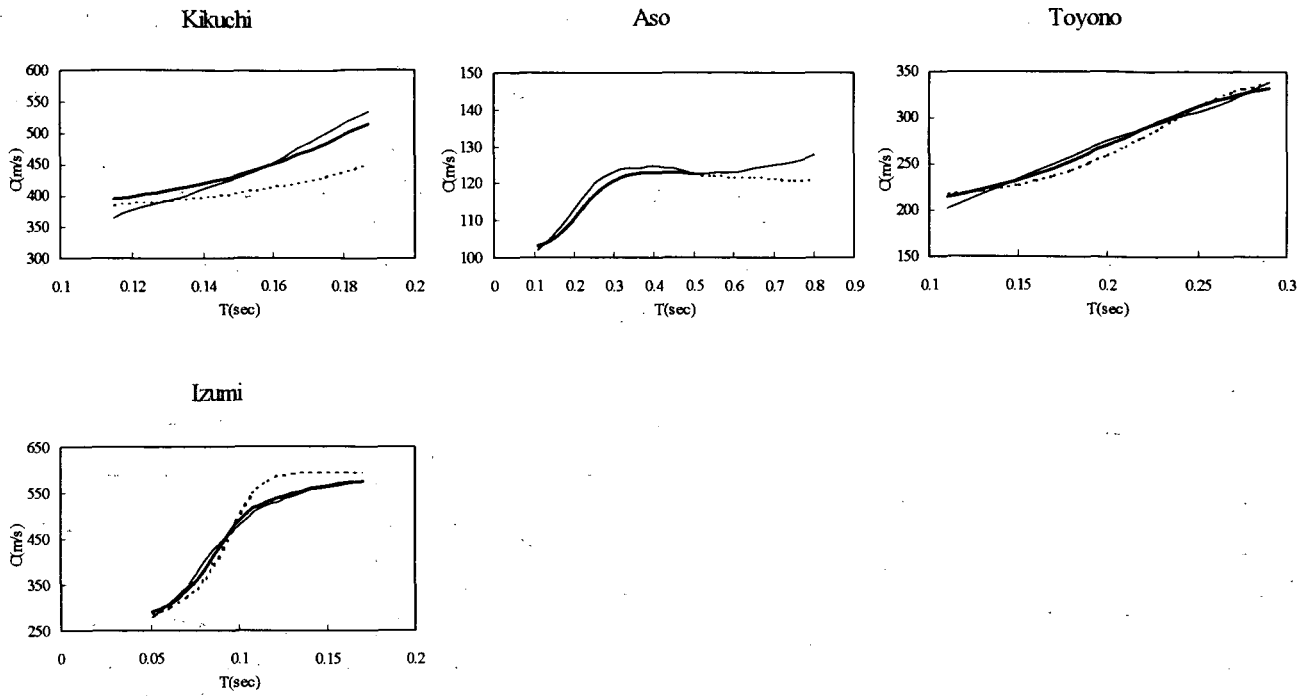 Kikuchi
600
550
500
450
400
350
300
C(m/s)
0.1 0.12 0.14 0.16 0.18 0.2
T(sec)
Aso
150
140
130
120
110
100
C(m/s)
0 0.1 0.2 0.3 0.4 0.5 0.6 0.7 0.8 0.9
T(sec)
Toyono
350
300
250
200
150
C(m/s)
0.1 0.15 0.2 0.25 0.3
T(sec)
Izumi
650
550
450
350
250
C(m/s)
0 0.05 0.1 0.15 0.2
T(sec)